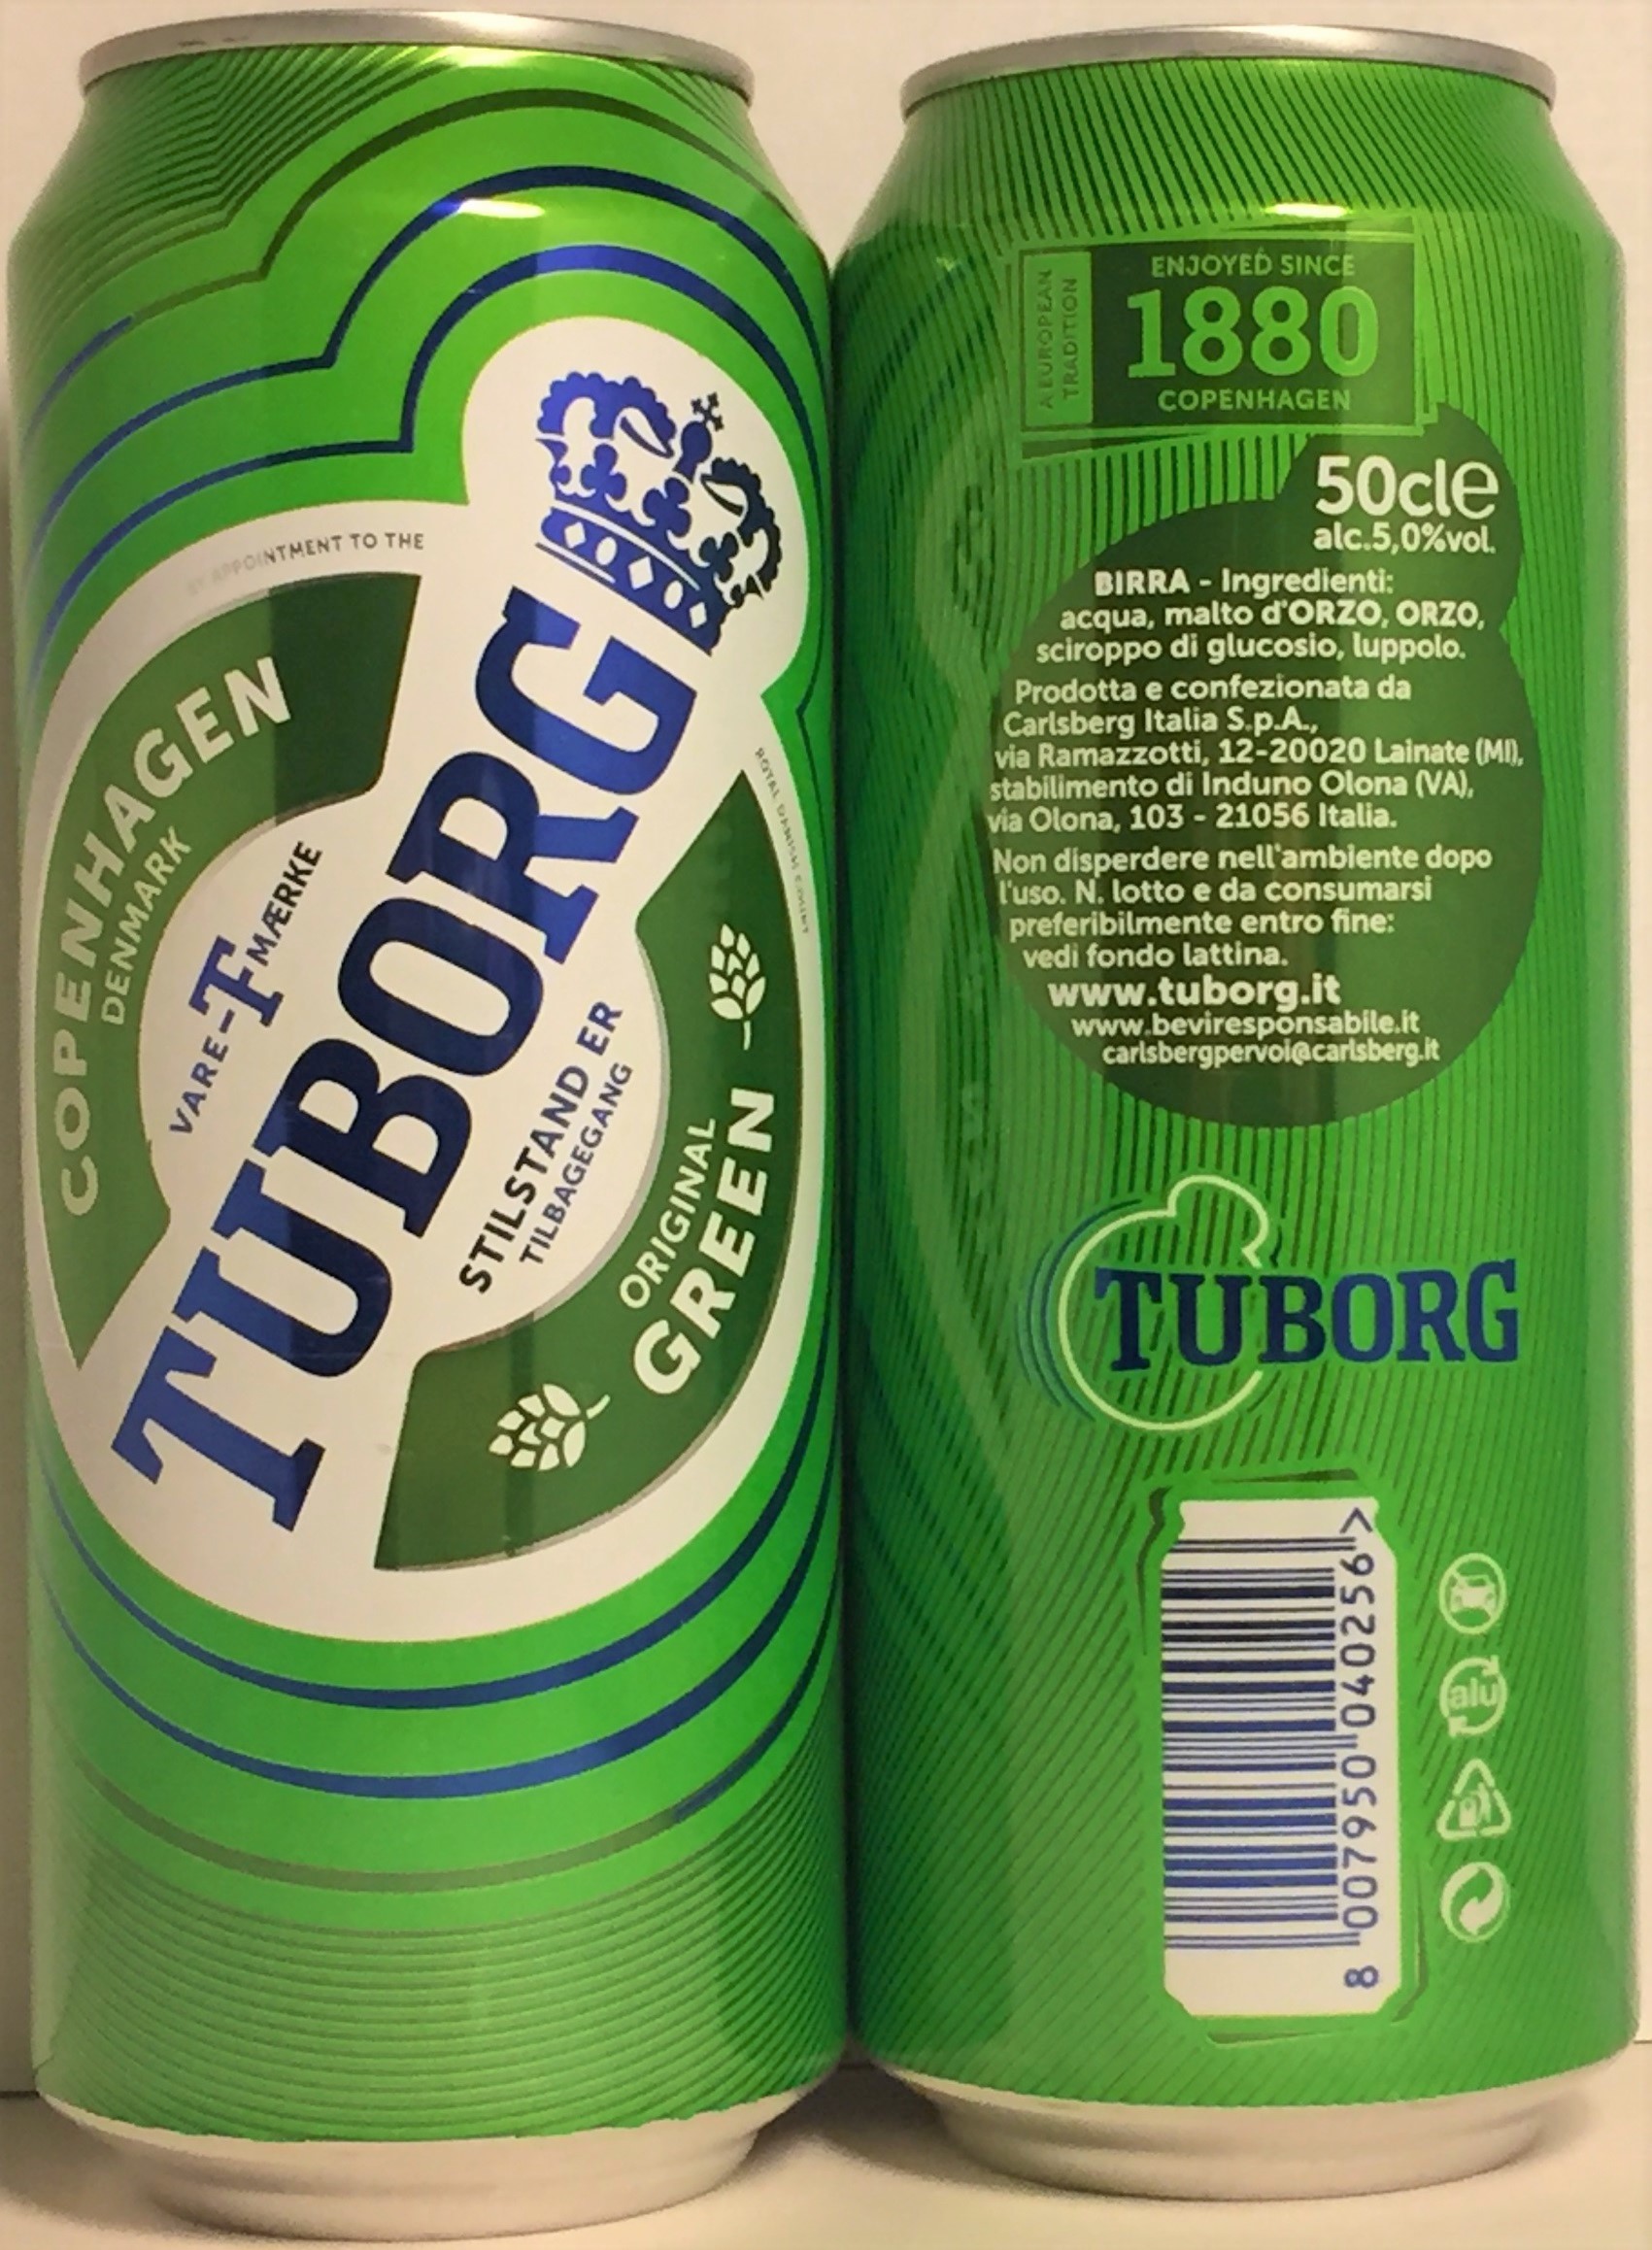 BY APPOINTMENT TO THE
ROYAL DANISH COURT
COPENHAGEN
DENMARK
VARE-T MÆRKE
TUBORG
STILSTAND ER
TILBAGEGANG
ORIGINAL
GREEN
A EUROPEAN
TRADITION
ENJOYED SINCE
1880
COPENHAGEN
50cl e
alc.5,0%vol.
BIRRA - Ingredienti:
acqua, malto d'ORZO, ORZO,
sciroppo di glucosio, luppolo.
Prodotta e confezionata da
Carlsberg Italia S.p.A.,
via Ramazzotti, 12-20020 Lainate (MI),
stabilimento di Induno Olona (VA),
via Olona, 103 - 21056 Italia.
Non disperdere nell'ambiente dopo
l'uso. N. lotto e da consumarsi
preferibilmente entro fine:
vedi fondo lattina.
www.tuborg.it
www.beviresponsabile.it
carlsbergpervoi@carlsberg.it
TUBORG
8 007950 040256 >
alu